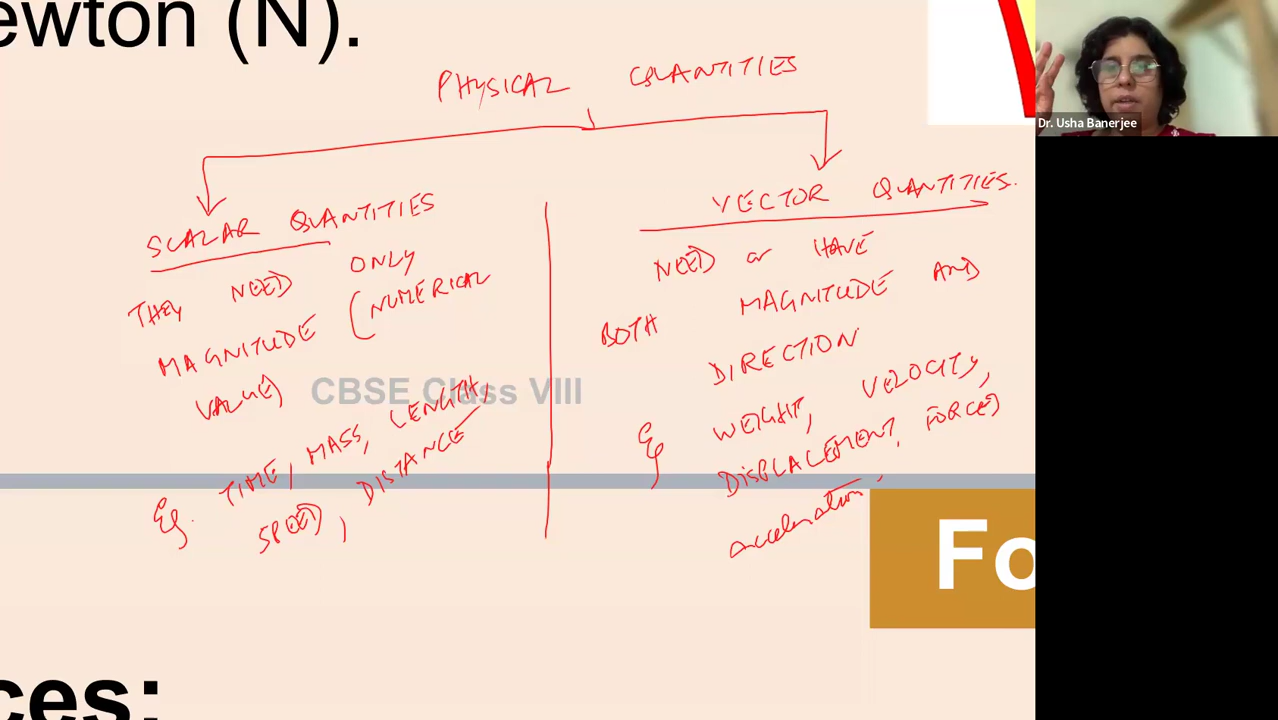 ewton (N).
PHYSICAL QUANTITIES
SCALAR QUANTITIES
THEY NEED ONLY
MAGNITUDE (NUMERICAL
VALUE)
Eg. TIME, MASS, LENGTH,
SPEED, DISTANCE
VECTOR QUANTITIES.
NEED or HAVE
BOTH MAGNITUDE AND
DIRECTION
Eg WEIGHT, VELOCITY,
DISPLACEMENT, FORCES
acceleration,
CBSE Class VIII
Fo
ces:
Dr. Usha Banerjee